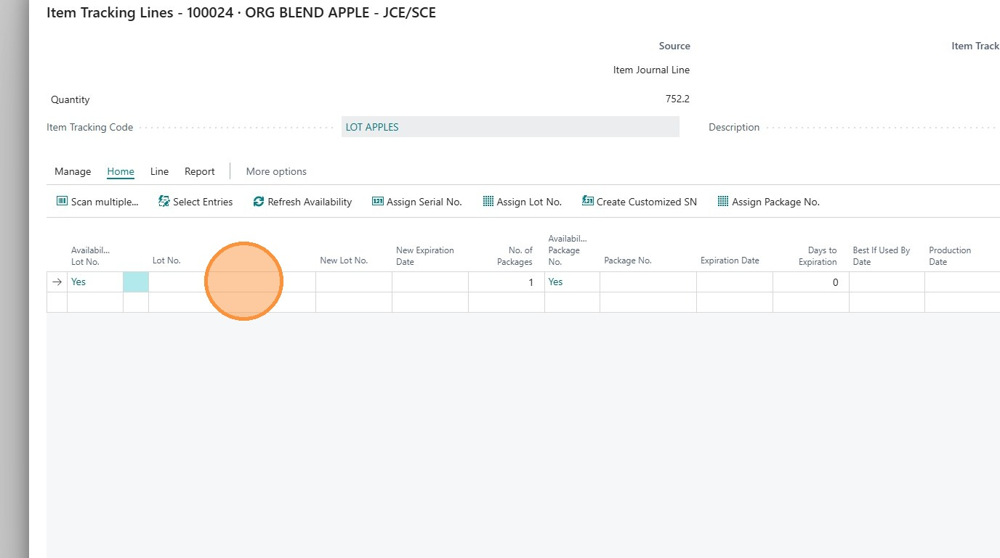 Item Tracking Lines - 100024 · ORG BLEND APPLE - JCE/SCE
Source
Item Track
Item Journal Line
Quantity
752.2
Item Tracking Code
LOT APPLES
Description
Manage
Home
Line
Report
More options
Scan multiple...
Select Entries
Refresh Availability
Assign Serial No.
Assign Lot No.
Create Customized SN
Assign Package No.
Availabil...
Lot No.
Lot No.
New Lot No.
New Expiration
Date
No. of
Packages
Availabil...
Package
No.
Package No.
Expiration Date
Days to
Expiration
Best If Used By
Date
Production
Date
Yes
1
Yes
0